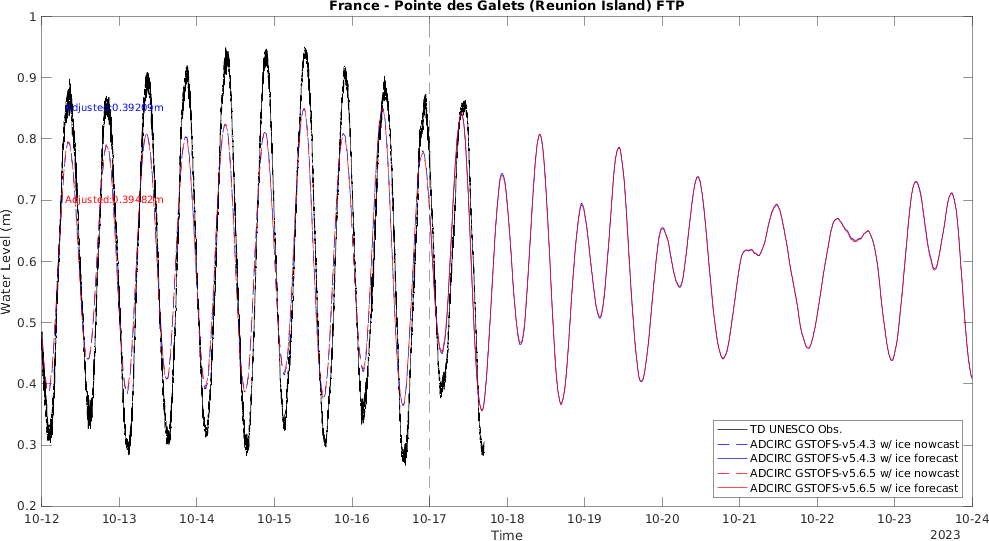 France - Pointe des Galets (Reunion Island) FTP
1
0.9
0.8
0.7
0.6
0.5
0.4
0.3
0.2
Water Level (m)
Adjusted:0.39209m
Adjusted:0.39482m
TD UNESCO Obs.
ADCIRC GSTOFS-v5.4.3 w/ ice nowcast
ADCIRC GSTOFS-v5.4.3 w/ ice forecast
ADCIRC GSTOFS-v5.6.5 w/ ice nowcast
ADCIRC GSTOFS-v5.6.5 w/ ice forecast
10-12 10-13 10-14 10-15 10-16 10-17 10-18 10-19 10-20 10-21 10-22 10-23 10-24
Time
2023